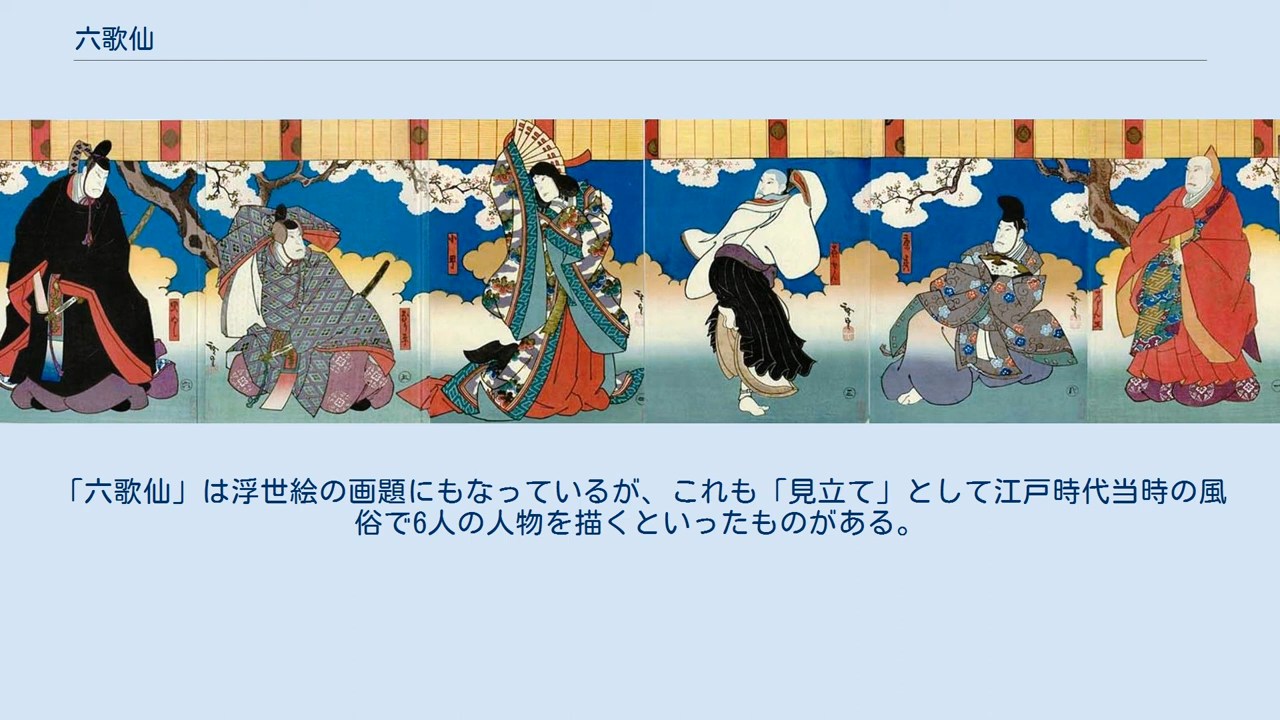 六歌仙
小町
「六歌仙」は浮世絵の画題にもなっているが、これも「見立て」として江戸時代当時の風
俗で6人の人物を描くといったものがある。